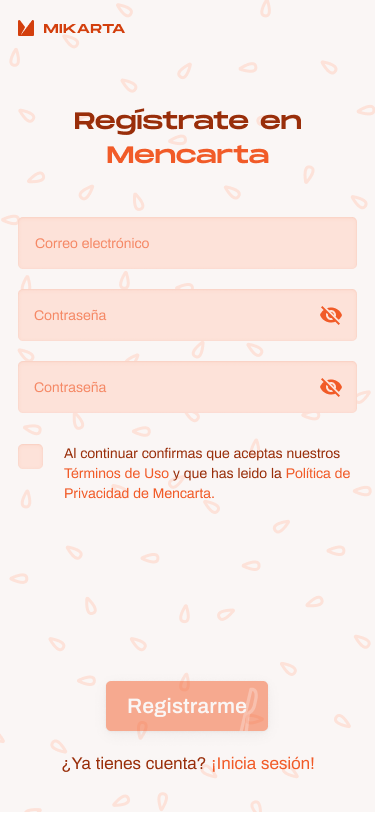 MIKARTA
Regístrate en
Mencarta
Correo electrónico
Contraseña
Contraseña
Al continuar confirmas que aceptas nuestros
Términos de Uso y que has leido la Política de
Privacidad de Mencarta.
Registrarme
¿Ya tienes cuenta? ¡Inicia sesión!